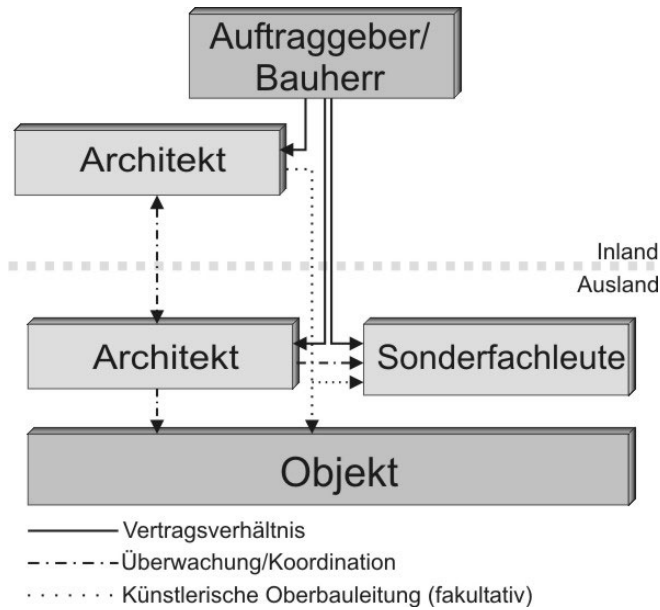 Auftraggeber/
Bauherr
Architekt
Inland
Ausland
Architekt
Sonderfachleute
Objekt
Vertragsverhältnis
Überwachung/Koordination
Künstlerische Oberbauleitung (fakultativ)